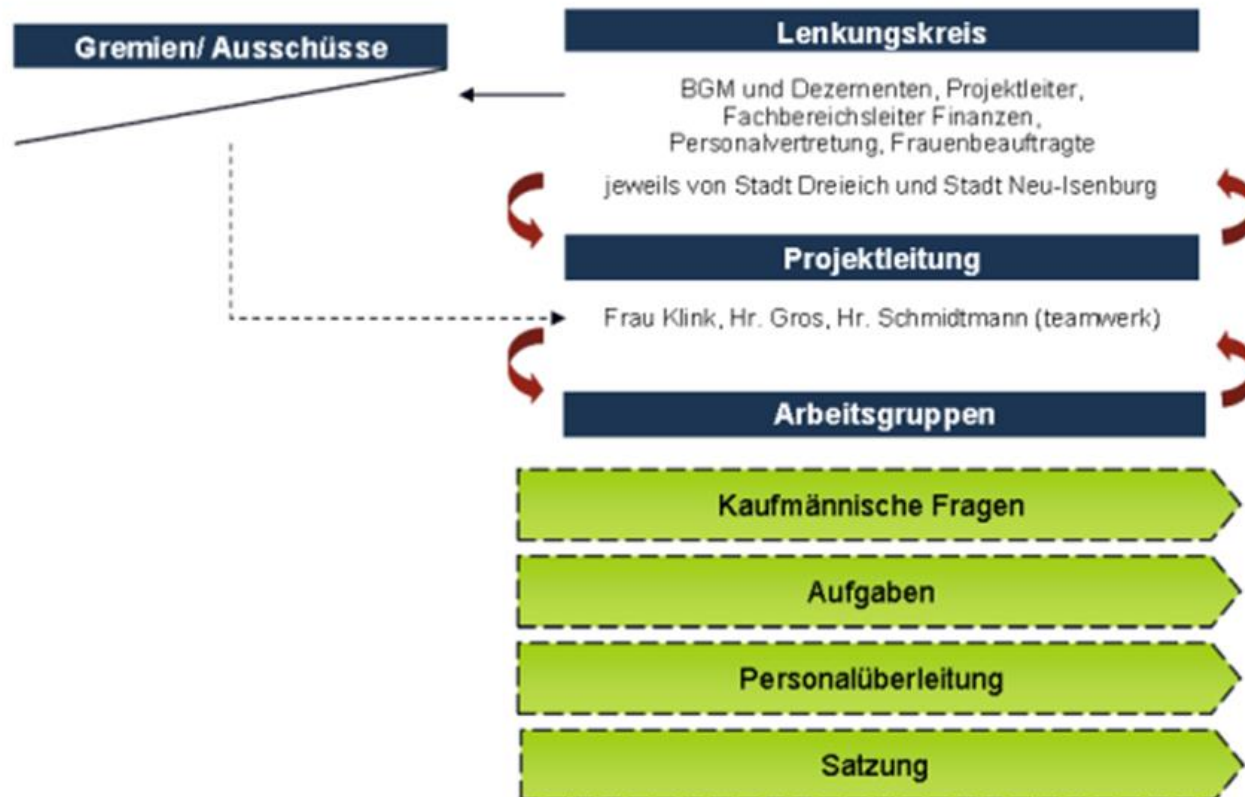 Gremien/ Ausschüsse
Lenkungskreis
BGM und Dezernenten, Projektleiter,
Fachbereichsleiter Finanzen,
Personalvertretung, Frauenbeauftragte
jeweils von Stadt Dreieich und Stadt Neu-Isenburg
Projektleitung
Frau Klink, Hr. Gros, Hr. Schmidtmann (teamwerk)
Arbeitsgruppen
Kaufmännische Fragen
Aufgaben
Personalüberleitung
Satzung